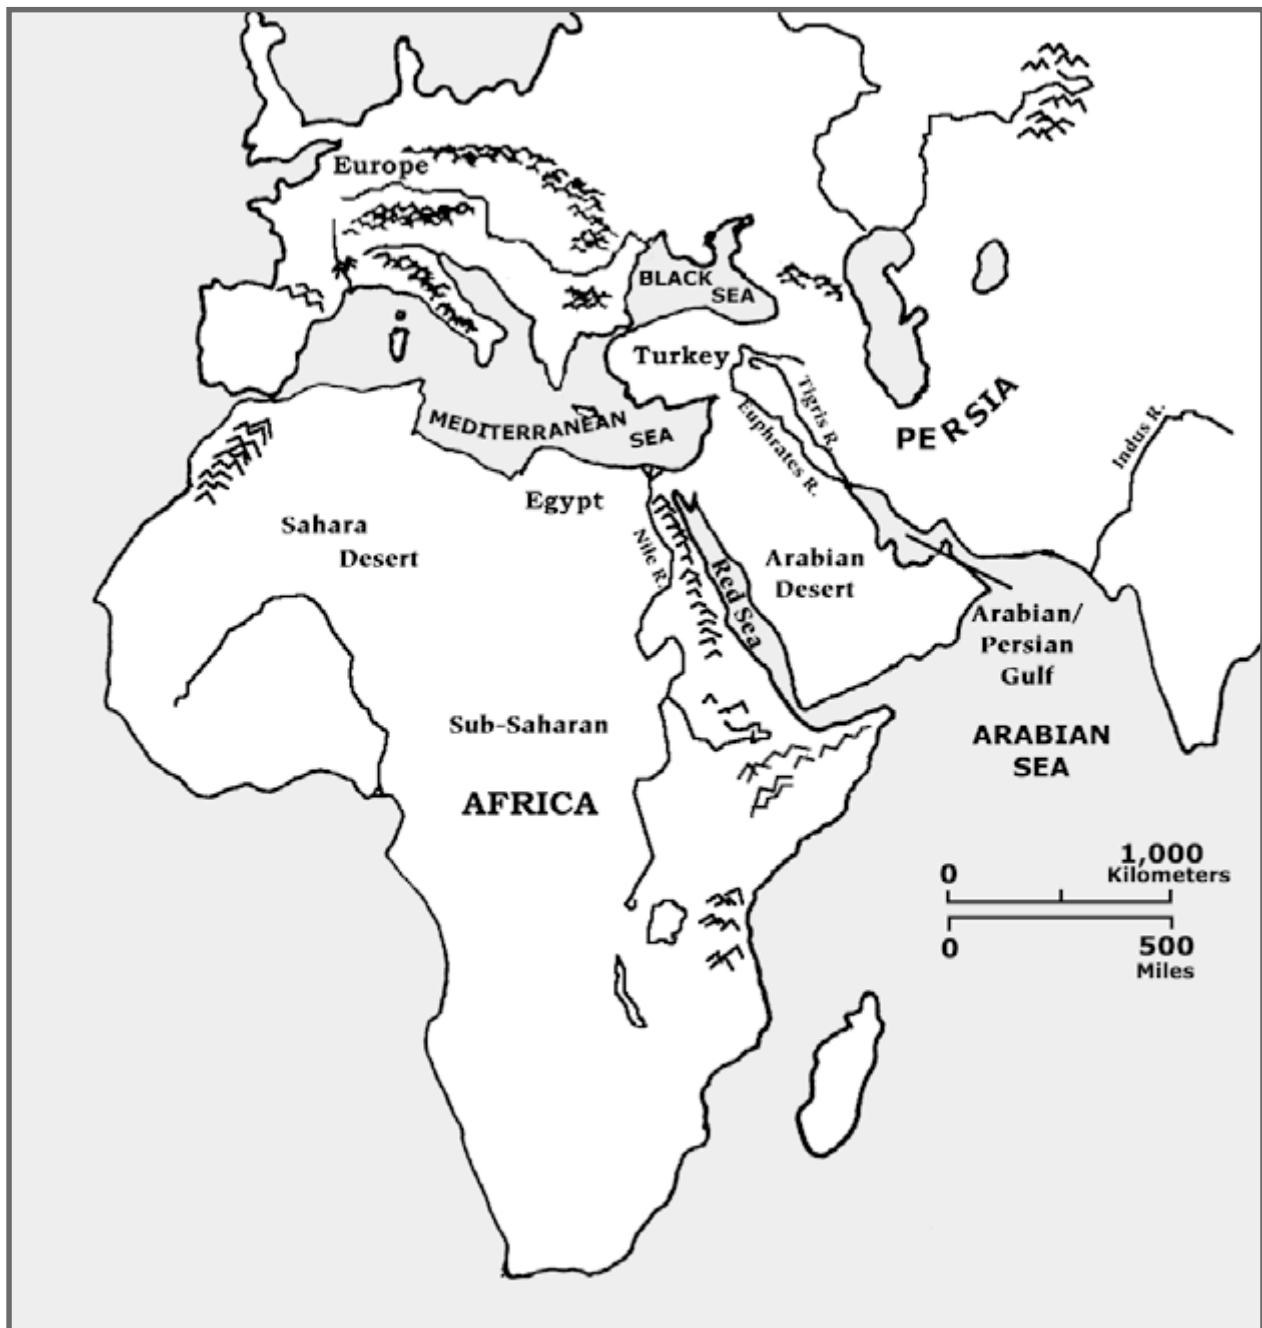 Europe
BLACK
SEA
Turkey
Tigris R.
Euphrates R.
PERSIA
Indus R.
MEDITERRANEAN
SEA
Egypt
Sahara
Desert
Nile R.
Red Sea
Arabian
Desert
Arabian/
Persian
Gulf
Sub-Saharan
AFRICA
ARABIAN
SEA
0 1,000
Kilometers
0 500
Miles